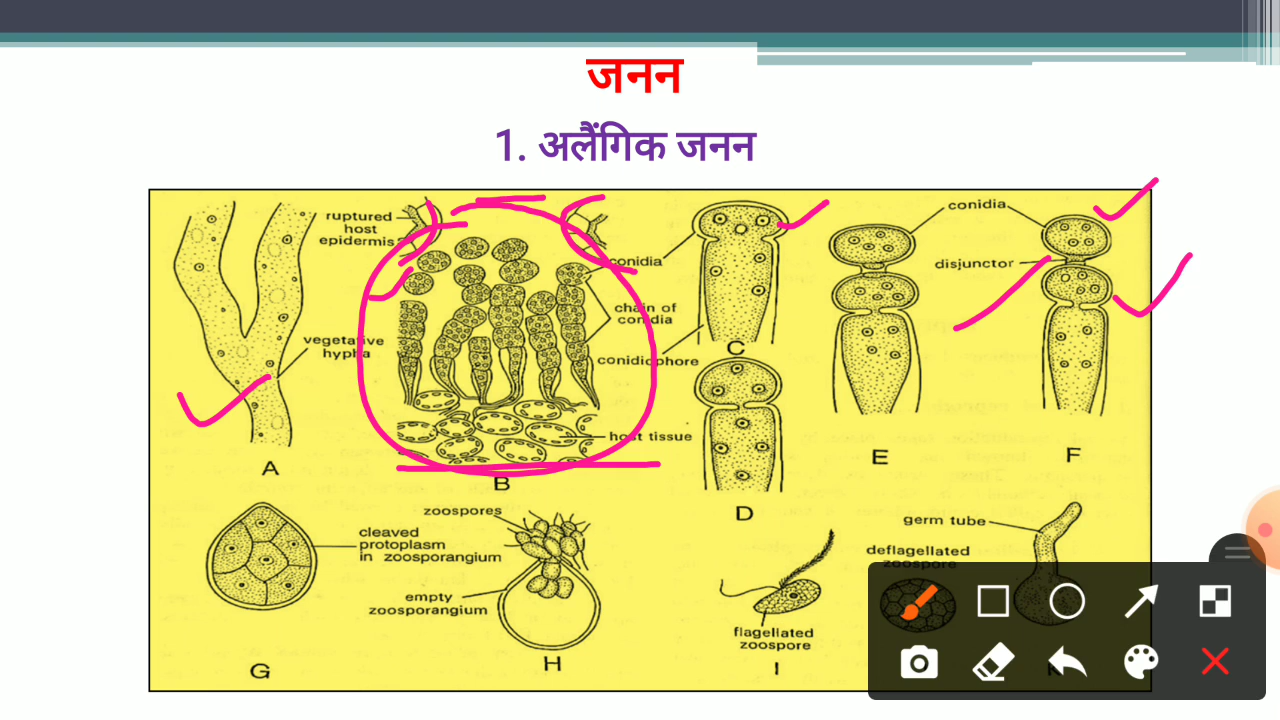 जनन
1. अलैंगिक जनन
ruptured
host
epidermis
vegetative
hypha
A
conidia
chain of
conidia
conidiophore
host tissue
B
C
D
conidia
disjunctor
E
F
cleaved
protoplasm
in zoosporangium
G
zoospores
empty
zoosporangium
H
flagellated
zoospore
I
germ tube
deflagellated
zoospore